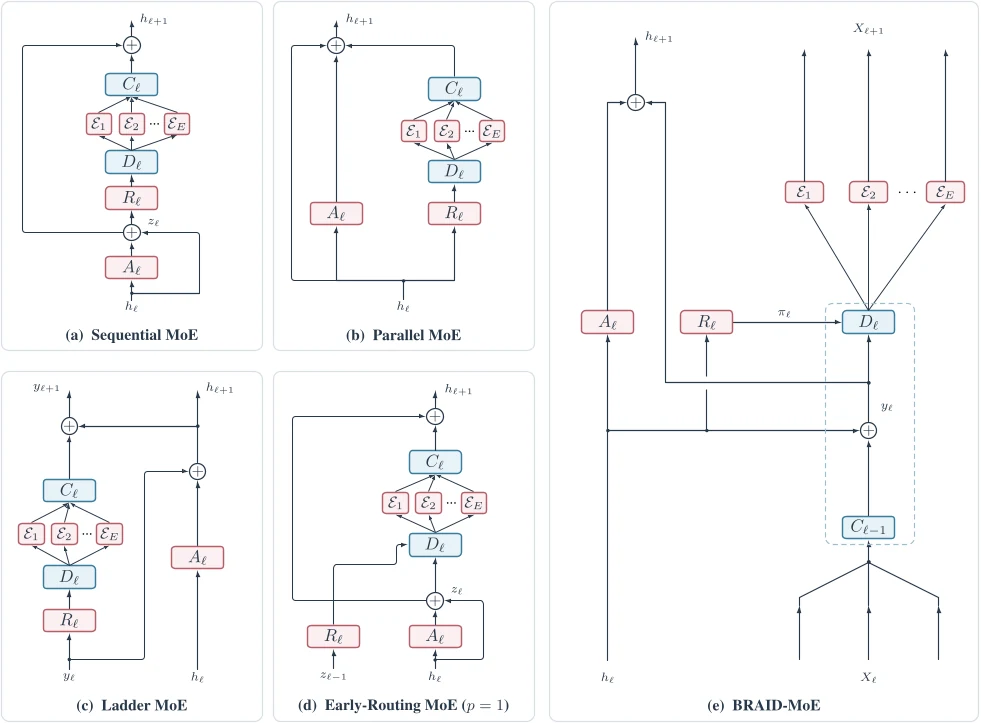 h_{ℓ+1}
C_ℓ
ℰ_1 ℰ_2 ··· ℰ_E
D_ℓ
R_ℓ
z_ℓ
A_ℓ
h_ℓ
(a) Sequential MoE
h_{ℓ+1}
C_ℓ
ℰ_1 ℰ_2 ··· ℰ_E
D_ℓ
A_ℓ R_ℓ
h_ℓ
(b) Parallel MoE
y_{ℓ+1} h_{ℓ+1}
C_ℓ
ℰ_1 ℰ_2 ··· ℰ_E
A_ℓ
D_ℓ
R_ℓ
y_ℓ h_ℓ
(c) Ladder MoE
h_{ℓ+1}
C_ℓ
ℰ_1 ℰ_2 ··· ℰ_E
D_ℓ
z_ℓ
R_ℓ A_ℓ
z_{ℓ−1} h_ℓ
(d) Early-Routing MoE (p = 1)
X_{ℓ+1}
h_{ℓ+1}
ℰ_1 ℰ_2 ··· ℰ_E
A_ℓ R_ℓ π_ℓ D_ℓ
y_ℓ
C_{ℓ−1}
h_ℓ X_ℓ
(e) BRAID-MoE